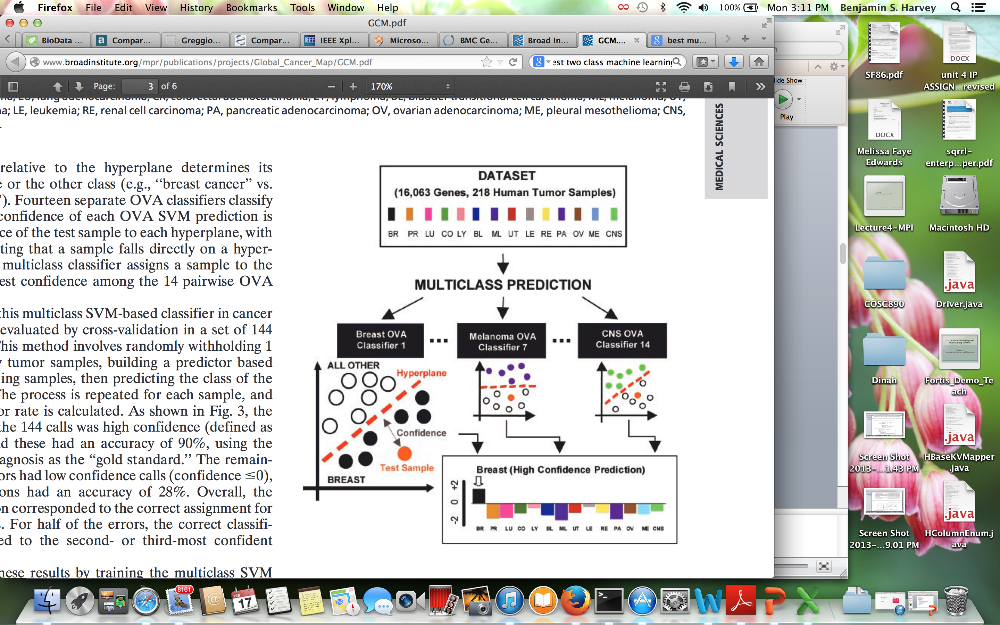 Firefox File Edit View History Bookmarks Tools Window Help 100% Mon 3:11 PM Benjamin S. Harvey
GCM.pdf
BioData ... Compar... Greggio... Compar... IEEE Xpl... Microso... BMC Ge... Broad In... GCM.... best mu...
www.broadinstitute.org/mpr/publications/projects/Global_Cancer_Map/GCM.pdf est two class machine learning
Page: 3 of 6 170%
na; LE, leukemia; RE, renal cell carcinoma; PA, pancreatic adenocarcinoma; OV, ovarian adenocarcinoma; ME, pleural mesothelioma; CNS,
.
MEDICAL SCIENCES
relative to the hyperplane determines its
e or the other class (e.g., “breast cancer” vs.
”). Fourteen separate OVA classifiers classify
confidence of each OVA SVM prediction is
ce of the test sample to each hyperplane, with
ting that a sample falls directly on a hyper-
multiclass classifier assigns a sample to the
est confidence among the 14 pairwise OVA
this multiclass SVM-based classifier in cancer
evaluated by cross-validation in a set of 144
This method involves randomly withholding 1
y tumor samples, building a predictor based
ling samples, then predicting the class of the
The process is repeated for each sample, and
or rate is calculated. As shown in Fig. 3, the
the 144 calls was high confidence (defined as
d these had an accuracy of 90%, using the
agnosis as the “gold standard.” The remain-
ors had low confidence calls (confidence ≤0),
ons had an accuracy of 28%. Overall, the
n corresponded to the correct assignment for
s. For half of the errors, the correct classifi-
ed to the second- or third-most confident
hese results by training the multiclass SVM
DATASET
(16,063 Genes, 218 Human Tumor Samples)
BR PR LU CO LY BL ML UT LE RE PA OV ME CNS
MULTICLASS PREDICTION
Breast OVA
Classifier 1
...
Melanoma OVA
Classifier 7
...
CNS OVA
Classifier 14
ALL OTHER
Hyperplane
Confidence
Test Sample
BREAST
Breast (High Confidence Prediction)
+2
0
-2
BR PR LU CO LY BL ML UT LE RE PA OV ME CNS
lide Show
Play
SF86.pdf
DOCX
unit 4 IP
ASSIGN...revised
DOCX
Melissa Faye
Edwards
sqrrl-
enterp...per.pdf
Lecture4-MPI
Macintosh HD
COSC890
.java
Driver.java
Dinah
Fortis_Demo_Te
ach
Screen Shot
2013-...1.43 PM
.java
HBaseKVMapper
.java
Screen Shot
2013-...9.01 PM
.java
HColumnEnum.j
ava
8161
FEB
17